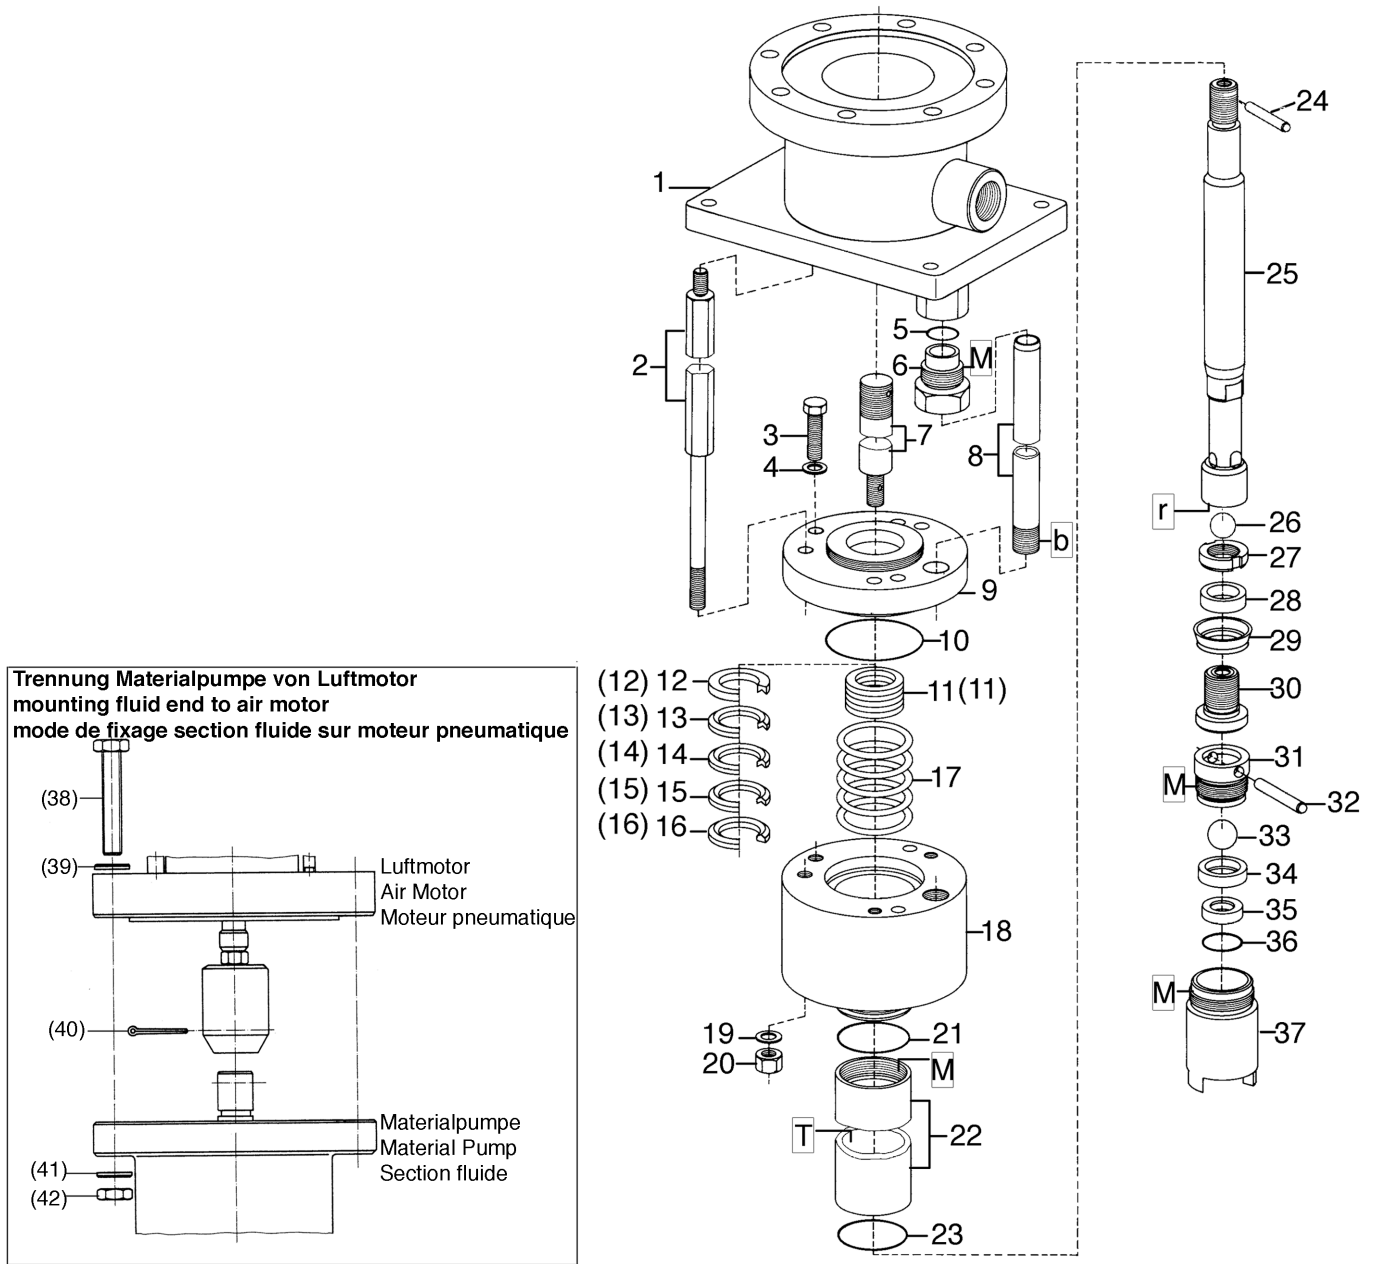 1
2
3
4
5
6
M
7
8
b
9
10
11(11)
(12) 12
(13) 13
(14) 14
(15) 15
(16) 16
17
18
19
20
21
M
T
22
23
24
25
r
26
27
28
29
30
31
M
32
33
34
35
36
M
37
Trennung Materialpumpe von Luftmotor
mounting fluid end to air motor
mode de fixage section fluide sur moteur pneumatique
(38)
(39)
Luftmotor
Air Motor
Moteur pneumatique
(40)
Materialpumpe
Material Pump
Section fluide
(41)
(42)